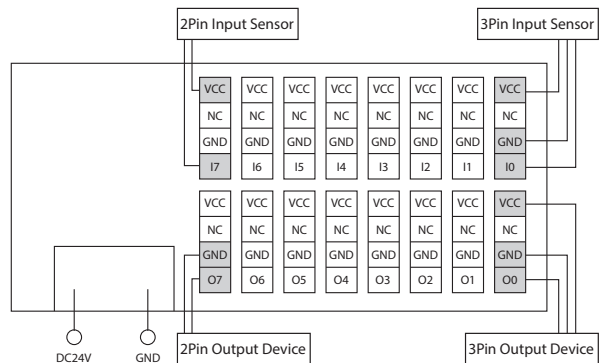 2Pin Input Sensor 3Pin Input Sensor
VCC VCC VCC VCC VCC VCC VCC VCC
NC NC NC NC NC NC NC NC
GND GND GND GND GND GND GND GND
I7 I6 I5 I4 I3 I2 I1 I0
VCC VCC VCC VCC VCC VCC VCC VCC
NC NC NC NC NC NC NC NC
GND GND GND GND GND GND GND GND
O7 O6 O5 O4 O3 O2 O1 O0
2Pin Output Device 3Pin Output Device
DC24V GND